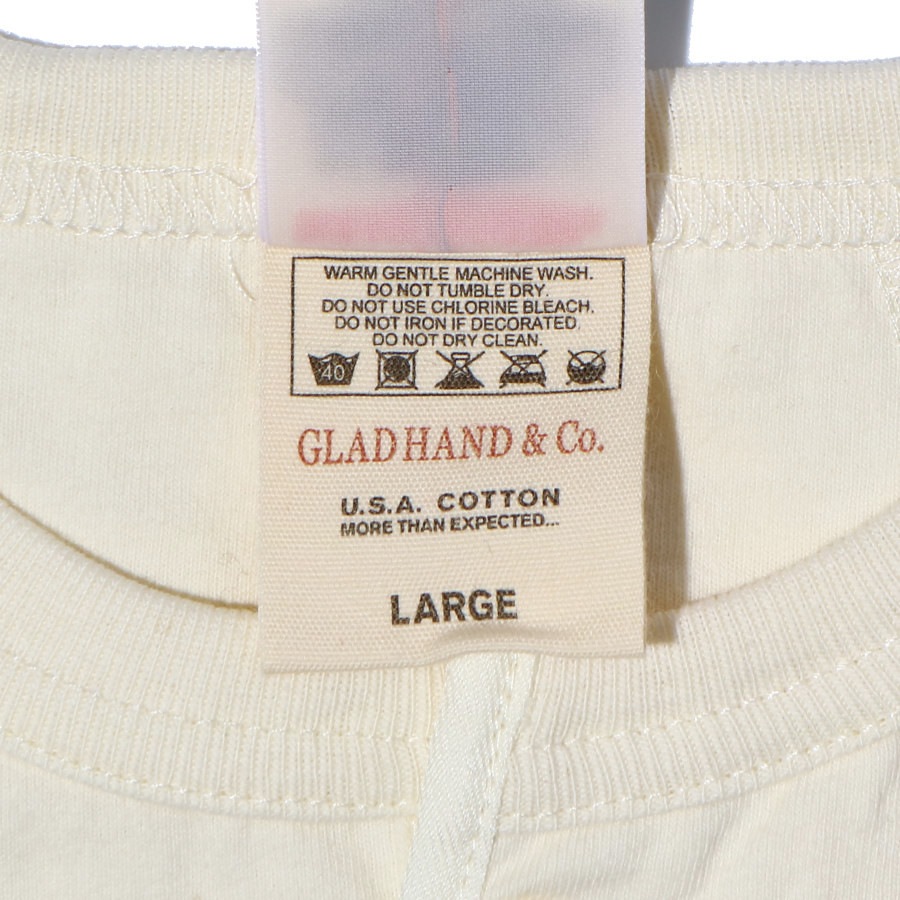 WARM GENTLE MACHINE WASH.
DO NOT TUMBLE DRY.
DO NOT USE CHLORINE BLEACH.
DO NOT IRON IF DECORATED.
DO NOT DRY CLEAN.
40
GLADHAND & Co.
U.S.A. COTTON
MORE THAN EXPECTED...
LARGE